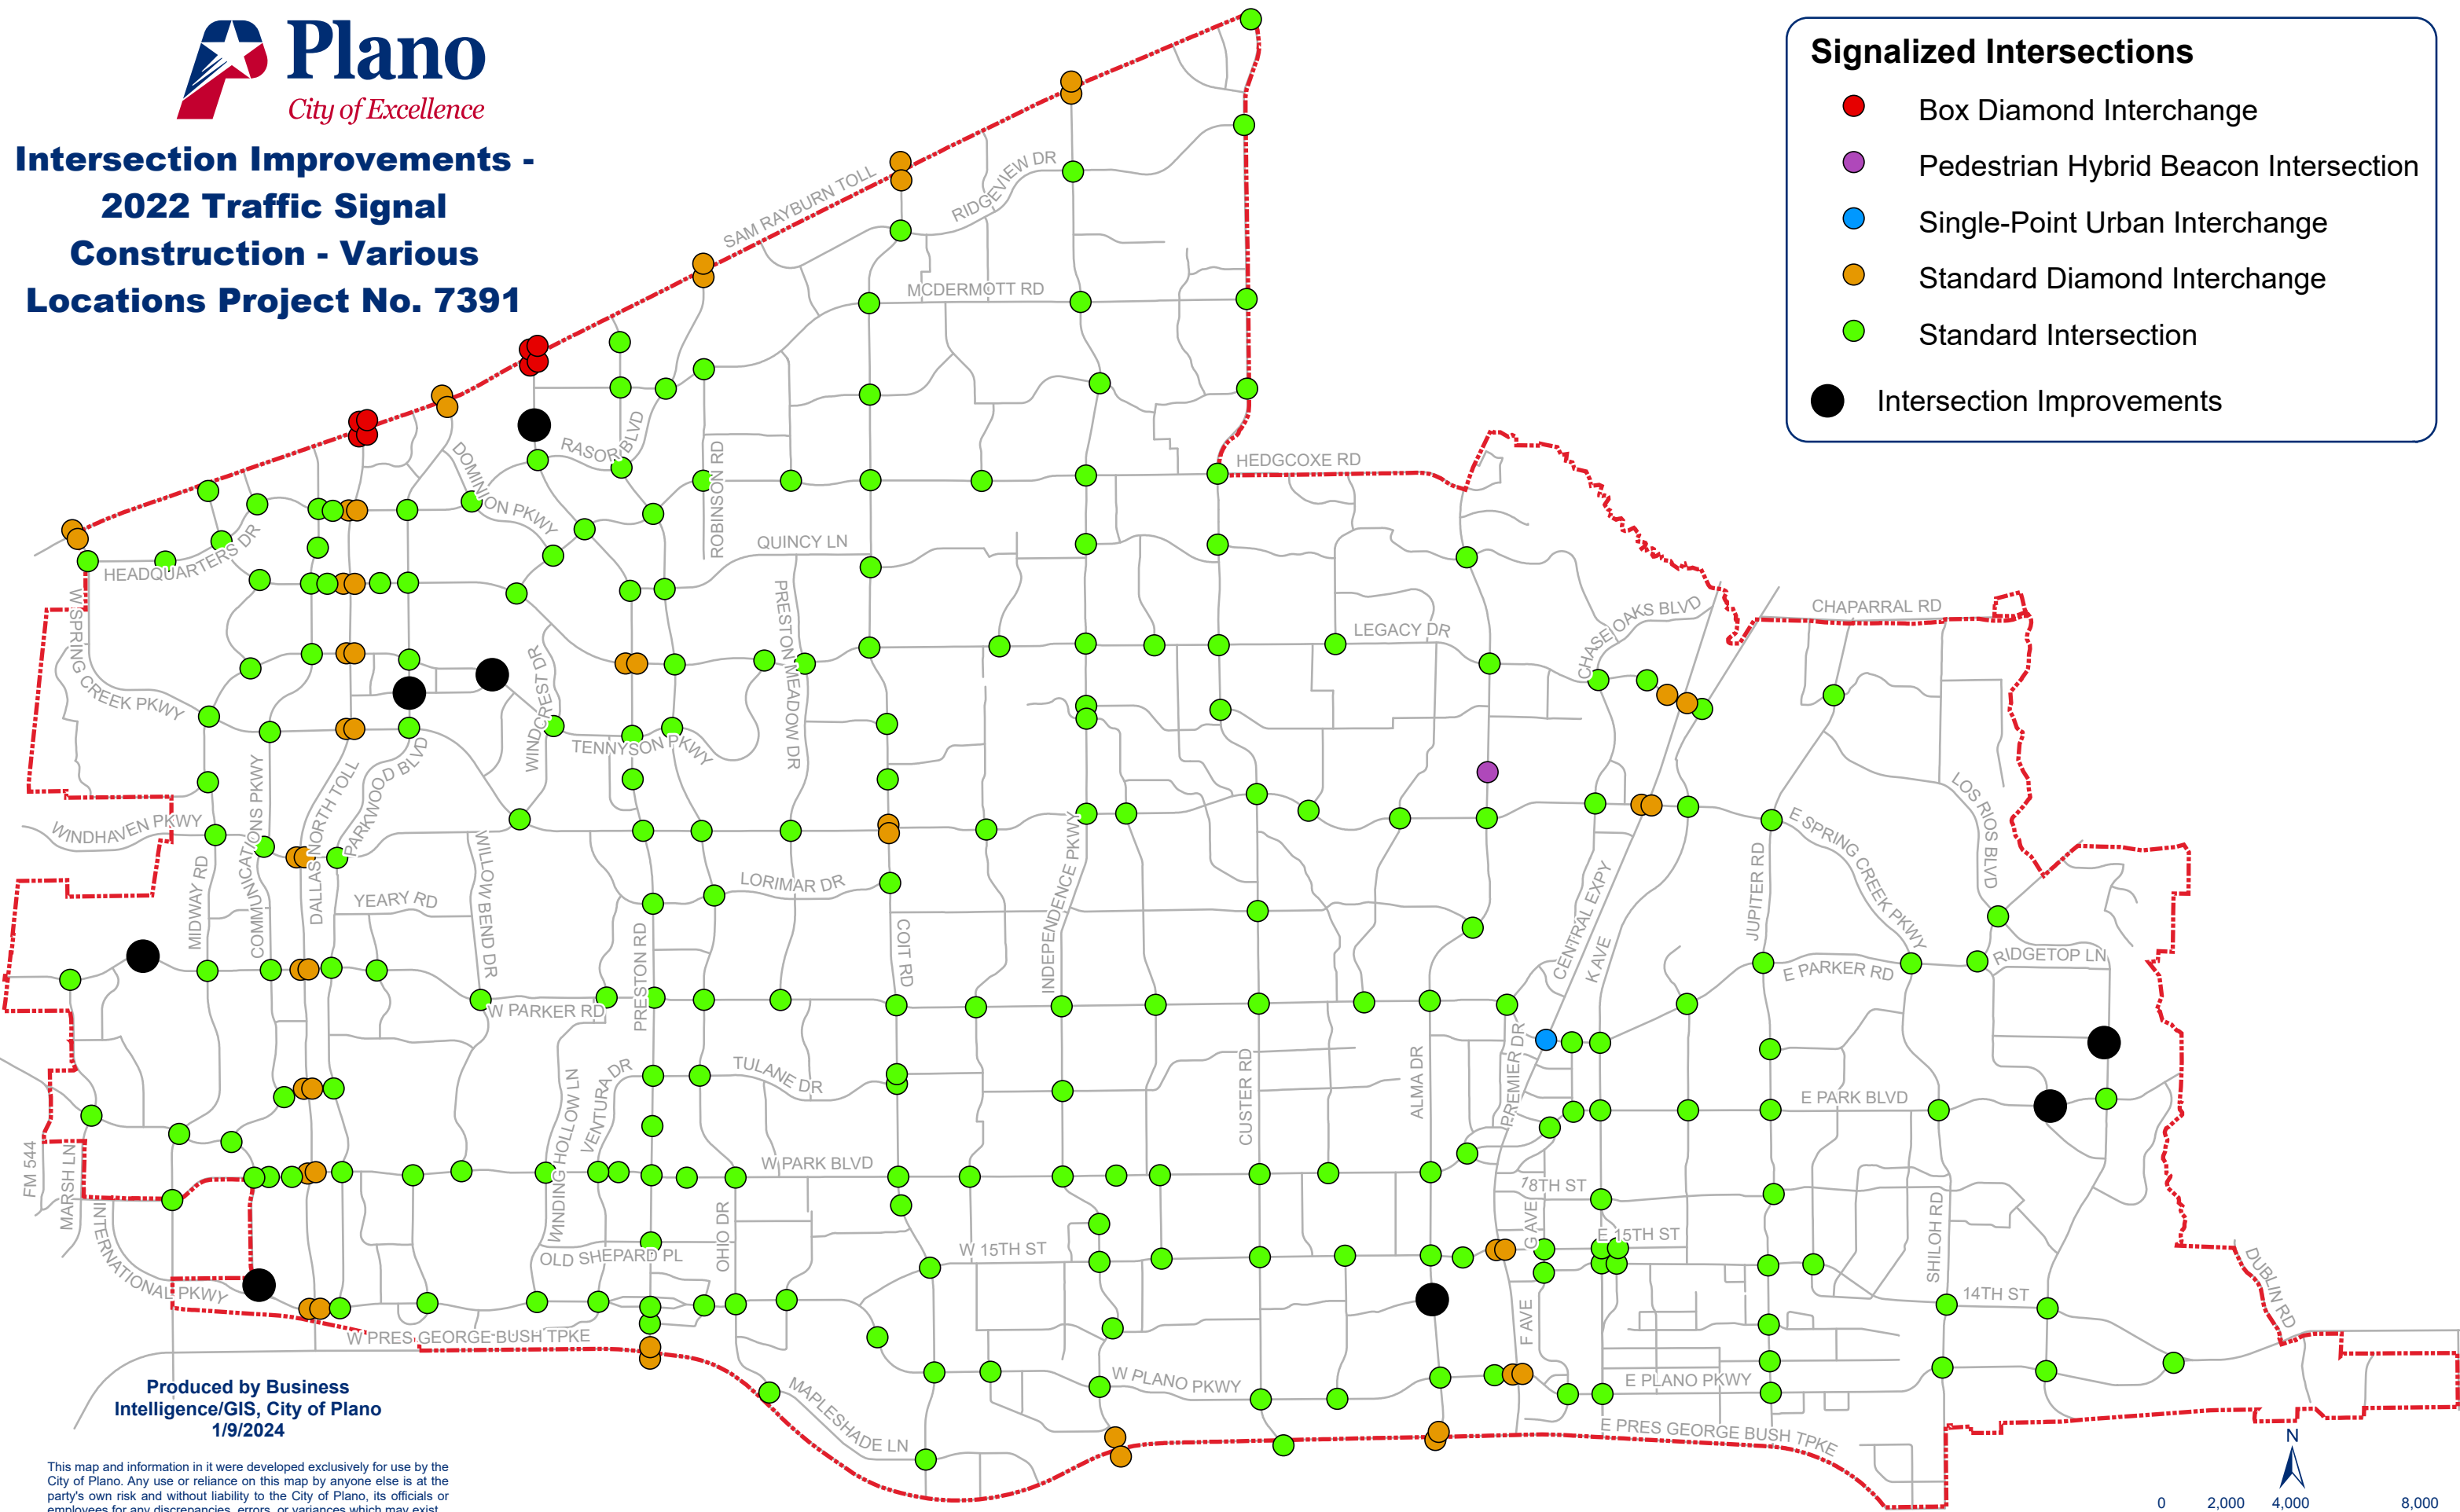 Plano
City of Excellence
Intersection Improvements -
2022 Traffic Signal
Construction - Various
Locations Project No. 7391
Signalized Intersections
Box Diamond Interchange
Pedestrian Hybrid Beacon Intersection
Single-Point Urban Interchange
Standard Diamond Interchange
Standard Intersection
Intersection Improvements
SAM RAYBURN TOLL
RIDGEVIEW DR
MCDERMOTT RD
RASOR BLVD
DOMINION PKWY
ROBINSON RD
HEDGCOXE RD
HEADQUARTERS DR
QUINCY LN
W SPRING CREEK PKWY
PRESTON MEADOW DR
CHAPARRAL RD
CHASE OAKS BLVD
LEGACY DR
WINDCREST DR
TENNYSON PKWY
COMMUNICATIONS PKWY
DALLAS NORTH TOLL
PARKWOOD BLVD
WINDHAVEN PKWY
MIDWAY RD
WILLOW BEND DR
YEARY RD
LORIMAR DR
PRESTON RD
COIT RD
INDEPENDENCE PKWY
CENTRAL EXPY
K AVE
JUPITER RD
E SPRING CREEK PKWY
LOS RIOS BLVD
RIDGETOP LN
E PARKER RD
W PARKER RD
TULANE DR
VENTURA DR
WINDING HOLLOW LN
CUSTER RD
ALMA DR
PREMIER DR
E PARK BLVD
W PARK BLVD
FM 544
MARSH LN
INTERNATIONAL PKWY
OLD SHEPARD PL
OHIO DR
W 15TH ST
18TH ST
G AVE
E 15TH ST
SHILOH RD
14TH ST
DUBLIN RD
F AVE
W PRES GEORGE BUSH TPKE
MAPLESHADE LN
W PLANO PKWY
E PLANO PKWY
E PRES GEORGE BUSH TPKE
Produced by Business
Intelligence/GIS, City of Plano
1/9/2024
This map and information in it were developed exclusively for use by the
City of Plano. Any use or reliance on this map by anyone else is at the
party's own risk and without liability to the City of Plano, its officials or
employees for any discrepancies, errors, or variances which may exist.
N
0 2,000 4,000 8,000